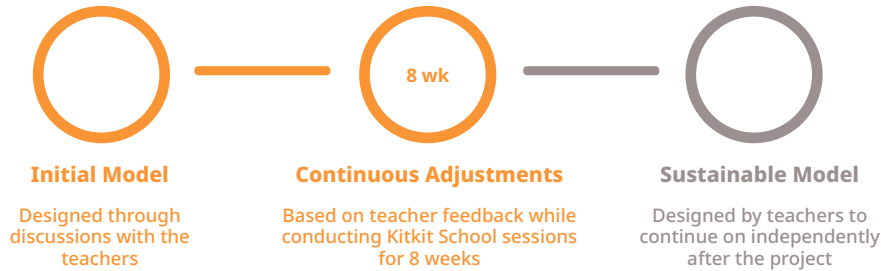 8 wk
Initial Model
Designed through
discussions with the
teachers
Continuous Adjustments
Based on teacher feedback while
conducting Kitkit School sessions
for 8 weeks
Sustainable Model
Designed by teachers to
continue on independently
after the project